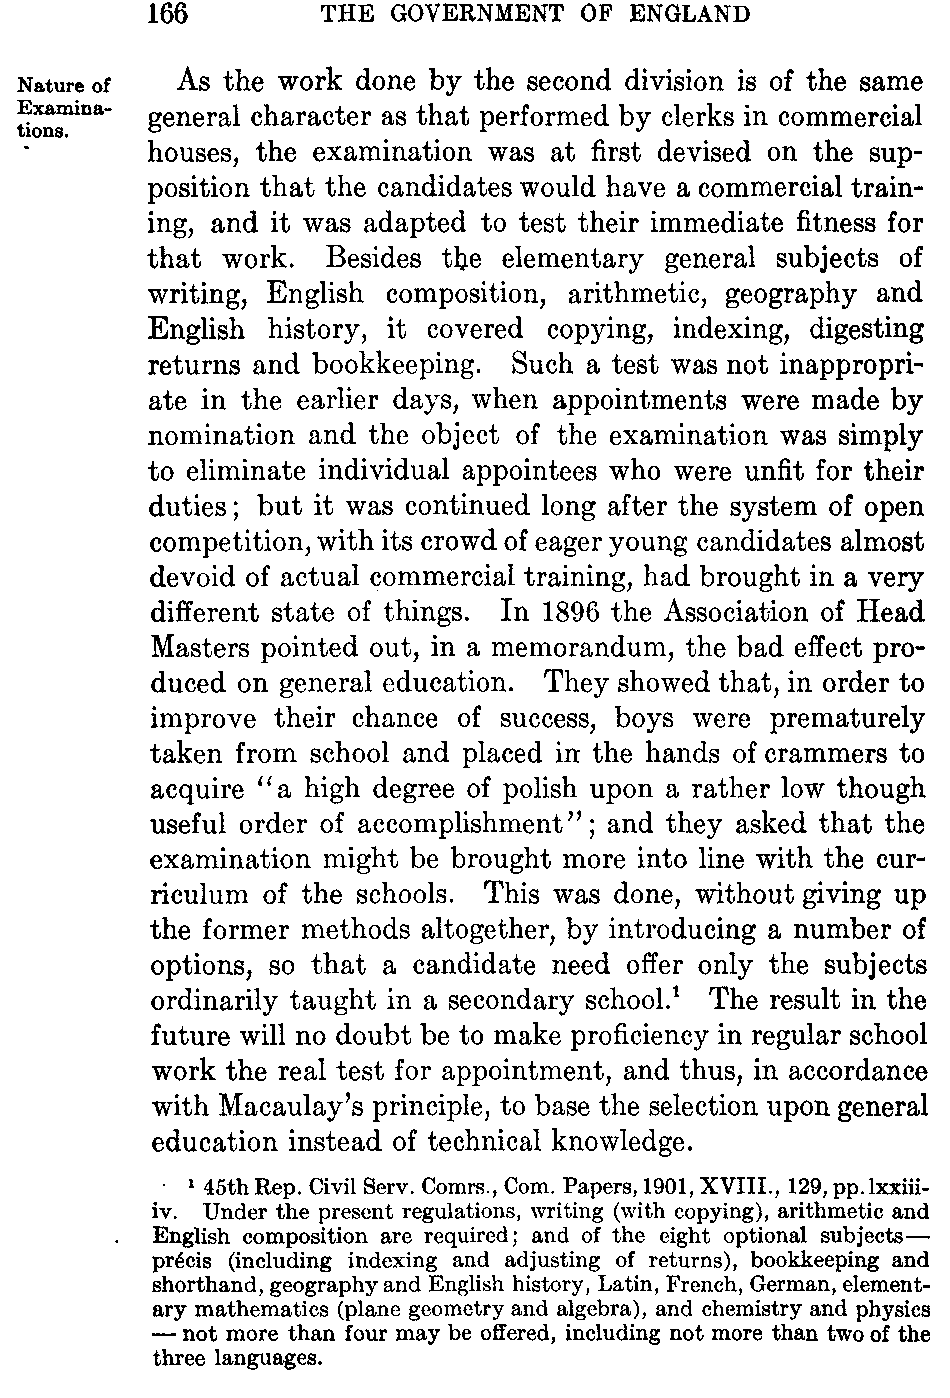 166 THE GOVERNMENT OF ENGLAND
Nature of
Examina-
tions.
As the work done by the second division is of the same
general character as that performed by clerks in commercial
houses, the examination was at first devised on the sup-
position that the candidates would have a commercial train-
ing, and it was adapted to test their immediate fitness for
that work. Besides the elementary general subjects of
writing, English composition, arithmetic, geography and
English history, it covered copying, indexing, digesting
returns and bookkeeping. Such a test was not inappropri-
ate in the earlier days, when appointments were made by
nomination and the object of the examination was simply
to eliminate individual appointees who were unfit for their
duties; but it was continued long after the system of open
competition, with its crowd of eager young candidates almost
devoid of actual commercial training, had brought in a very
different state of things. In 1896 the Association of Head
Masters pointed out, in a memorandum, the bad effect pro-
duced on general education. They showed that, in order to
improve their chance of success, boys were prematurely
taken from school and placed in the hands of crammers to
acquire "a high degree of polish upon a rather low though
useful order of accomplishment"; and they asked that the
examination might be brought more into line with the cur-
riculum of the schools. This was done, without giving up
the former methods altogether, by introducing a number of
options, so that a candidate need offer only the subjects
ordinarily taught in a secondary school.¹ The result in the
future will no doubt be to make proficiency in regular school
work the real test for appointment, and thus, in accordance
with Macaulay's principle, to base the selection upon general
education instead of technical knowledge.
¹ 45th Rep. Civil Serv. Comrs., Com. Papers, 1901, XVIII., 129, pp. lxxiii-
iv. Under the present regulations, writing (with copying), arithmetic and
English composition are required; and of the eight optional subjects—
précis (including indexing and adjusting of returns), bookkeeping and
shorthand, geography and English history, Latin, French, German, element-
ary mathematics (plane geometry and algebra), and chemistry and physics
— not more than four may be offered, including not more than two of the
three languages.